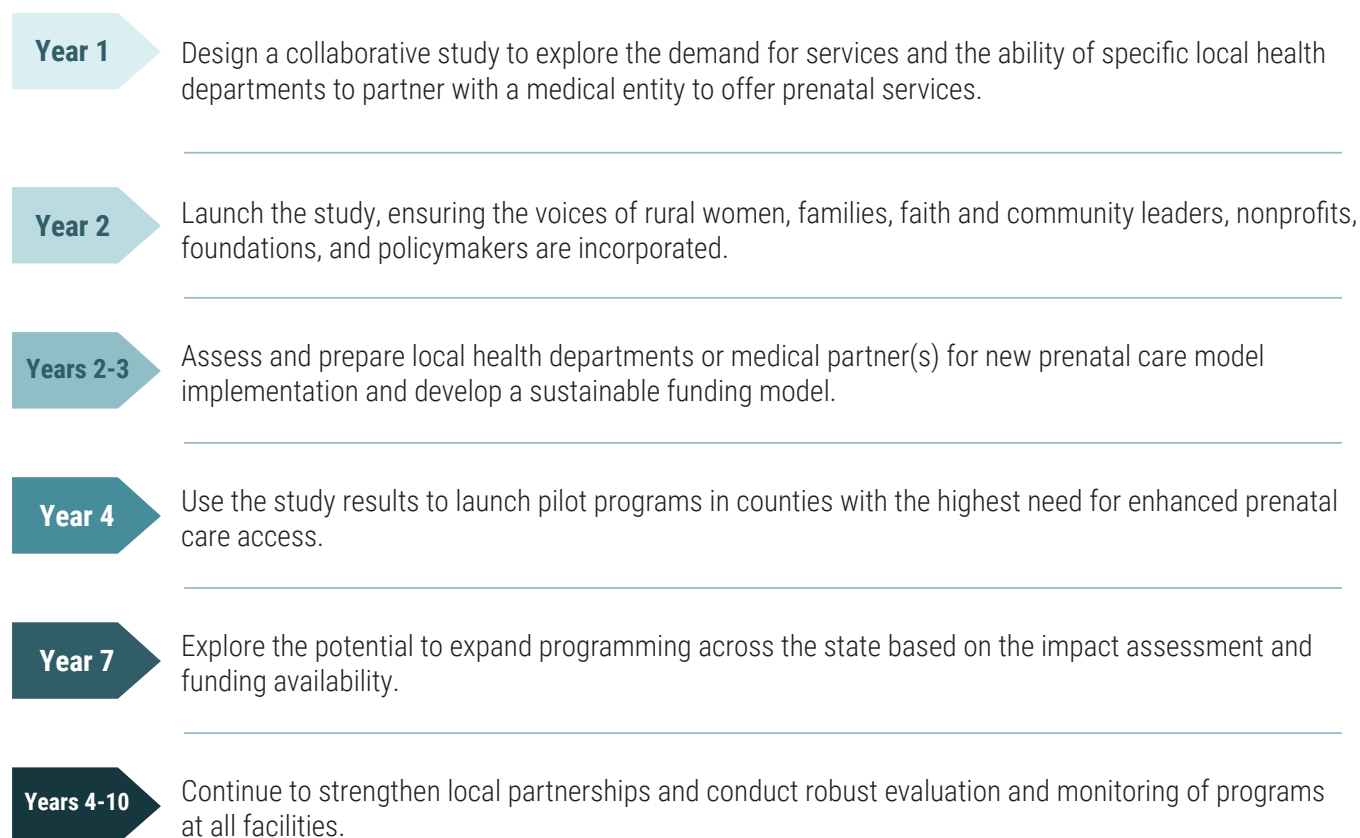 Year 1
Design a collaborative study to explore the demand for services and the ability of specific local health
departments to partner with a medical entity to offer prenatal services.
Year 2
Launch the study, ensuring the voices of rural women, families, faith and community leaders, nonprofits,
foundations, and policymakers are incorporated.
Years 2-3
Assess and prepare local health departments or medical partner(s) for new prenatal care model
implementation and develop a sustainable funding model.
Year 4
Use the study results to launch pilot programs in counties with the highest need for enhanced prenatal
care access.
Year 7
Explore the potential to expand programming across the state based on the impact assessment and
funding availability.
Years 4-10
Continue to strengthen local partnerships and conduct robust evaluation and monitoring of programs
at all facilities.